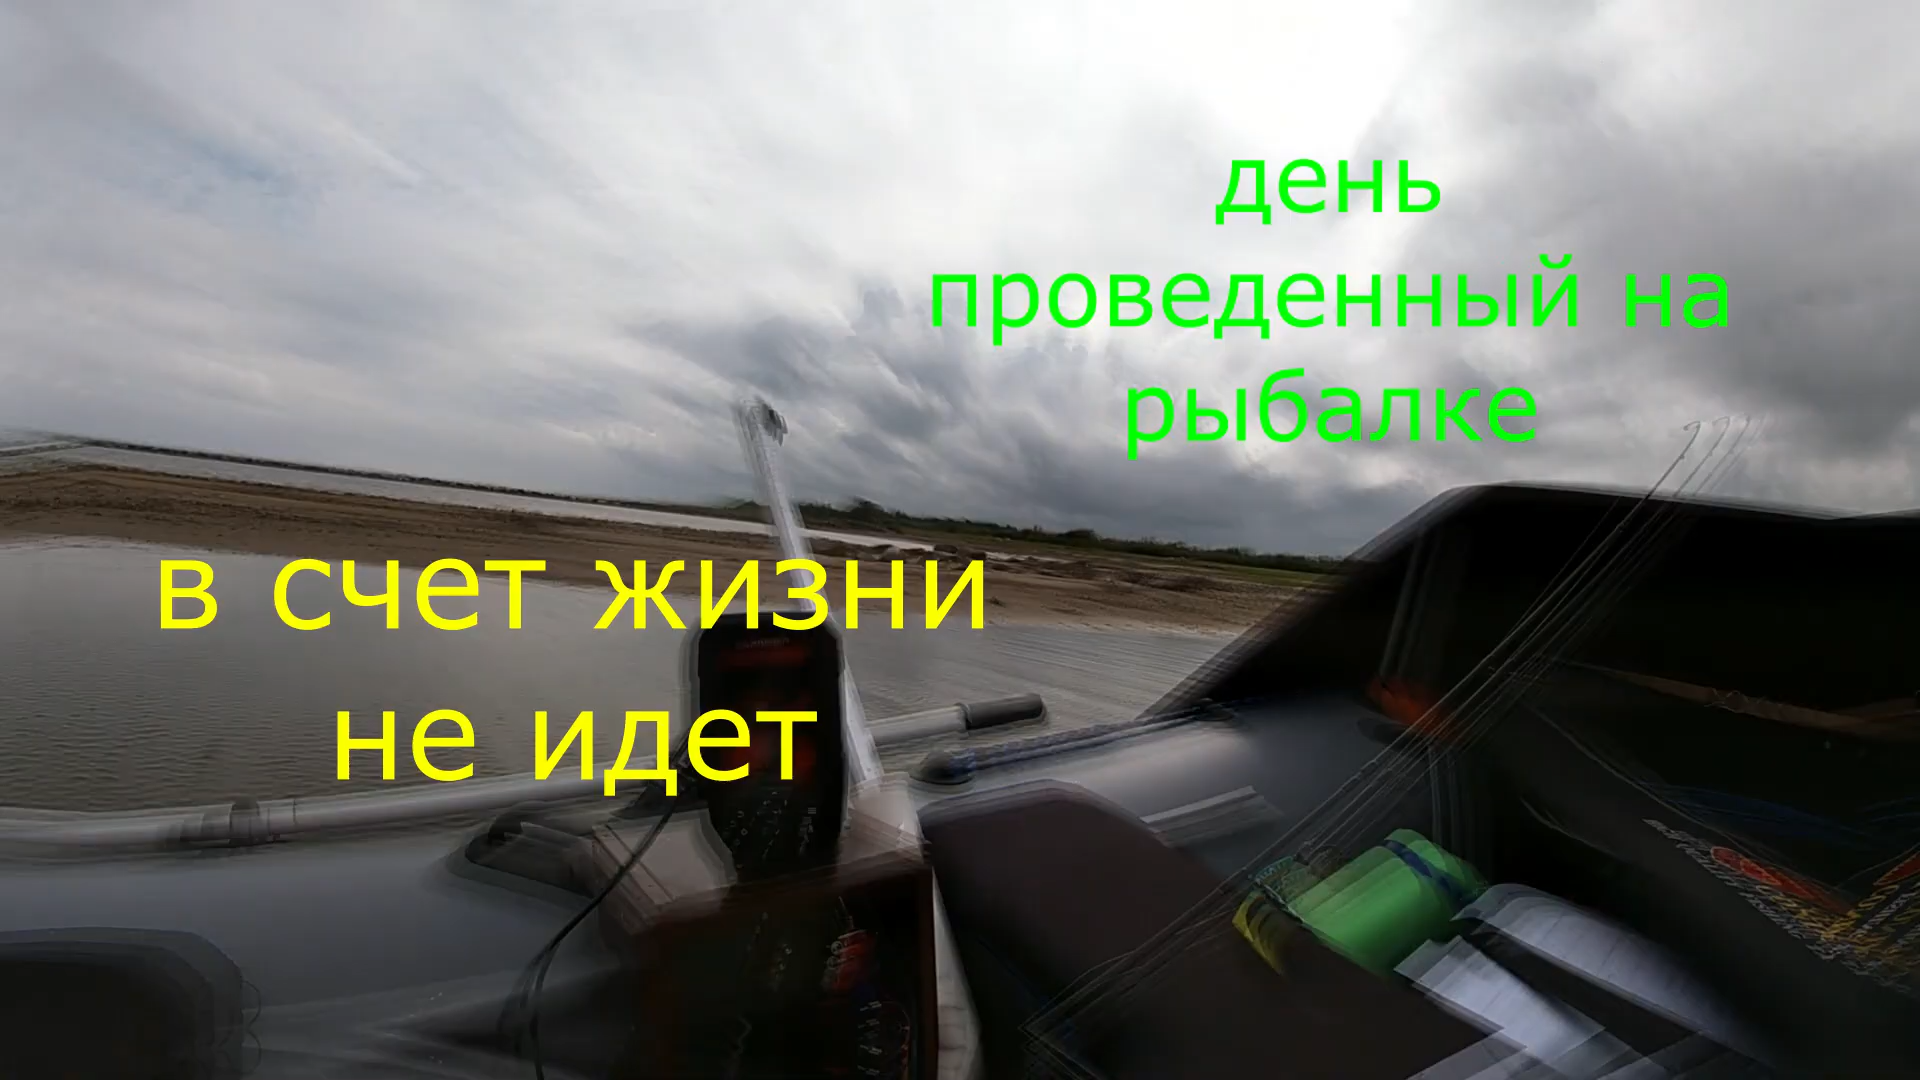 день
проведенный на
рыбалке
в счет жизни
не идет